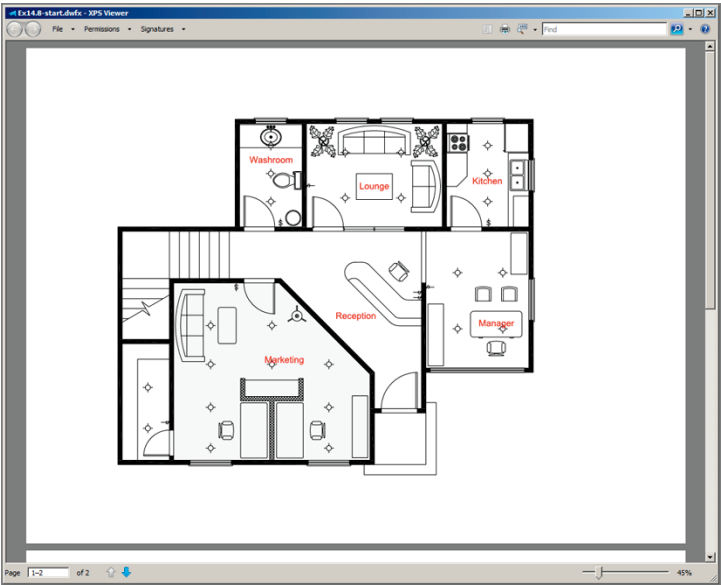 Ex14.8-start.dwfx - XPS Viewer
File Permissions Signatures
Find
Washroom
Lounge
Kitchen
Reception
Manager
Marketing
Page 1-2 of 2
45%